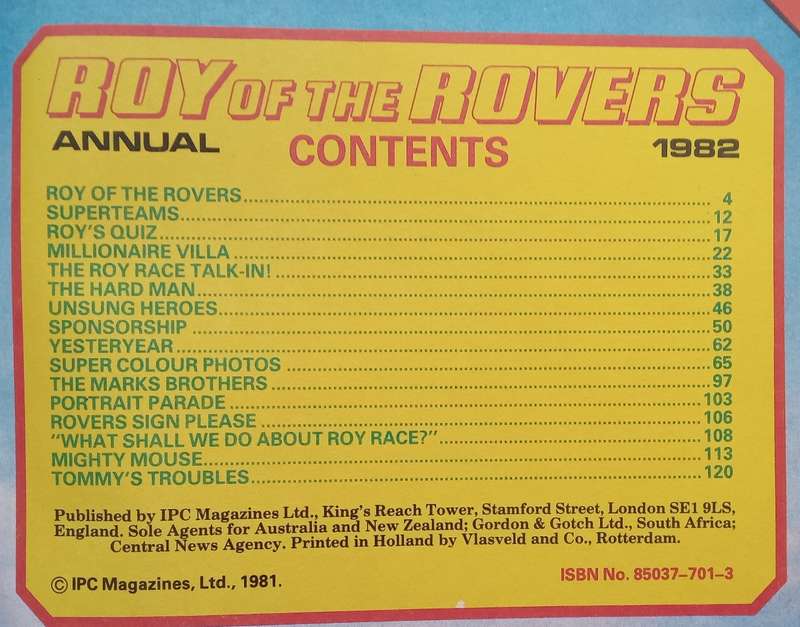 ROY OF THE ROVERS
ANNUAL CONTENTS 1982
ROY OF THE ROVERS........ 4
SUPERTEAMS........ 12
ROY'S QUIZ........ 17
MILLIONAIRE VILLA........ 22
THE ROY RACE TALK-IN!........ 33
THE HARD MAN........ 38
UNSUNG HEROES........ 46
SPONSORSHIP........ 50
YESTERYEAR........ 62
SUPER COLOUR PHOTOS........ 65
THE MARKS BROTHERS........ 97
PORTRAIT PARADE........ 103
ROVERS SIGN PLEASE........ 106
"WHAT SHALL WE DO ABOUT ROY RACE?"........ 108
MIGHTY MOUSE........ 113
TOMMY'S TROUBLES........ 120
Published by IPC Magazines Ltd., King's Reach Tower, Stamford Street, London SE1 9LS,
England. Sole Agents for Australia and New Zealand; Gordon & Gotch Ltd., South Africa;
Central News Agency. Printed in Holland by Vlasveld and Co., Rotterdam.
© IPC Magazines, Ltd., 1981. ISBN No. 85037-701-3